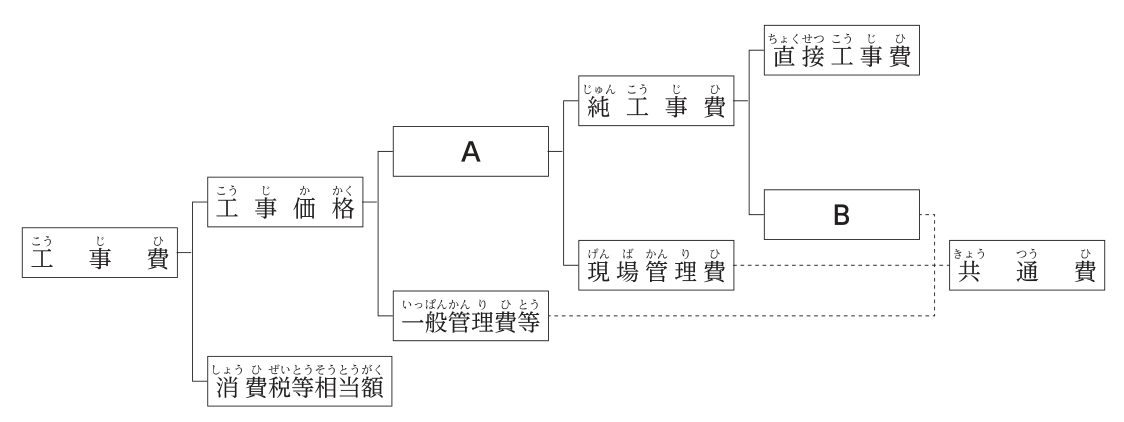 ちょくせつ こう じ ひ
直接工事費
じゅん こう じ ひ
純工事費
A
こう じ か かく
工事価格
B
こう じ ひ
工事費
げん ば かん り ひ
現場管理費
きょう つう ひ
共通費
いっぱんかん り ひ とう
一般管理費等
しょう ひ ぜいとうそうとうがく
消費税等相当額